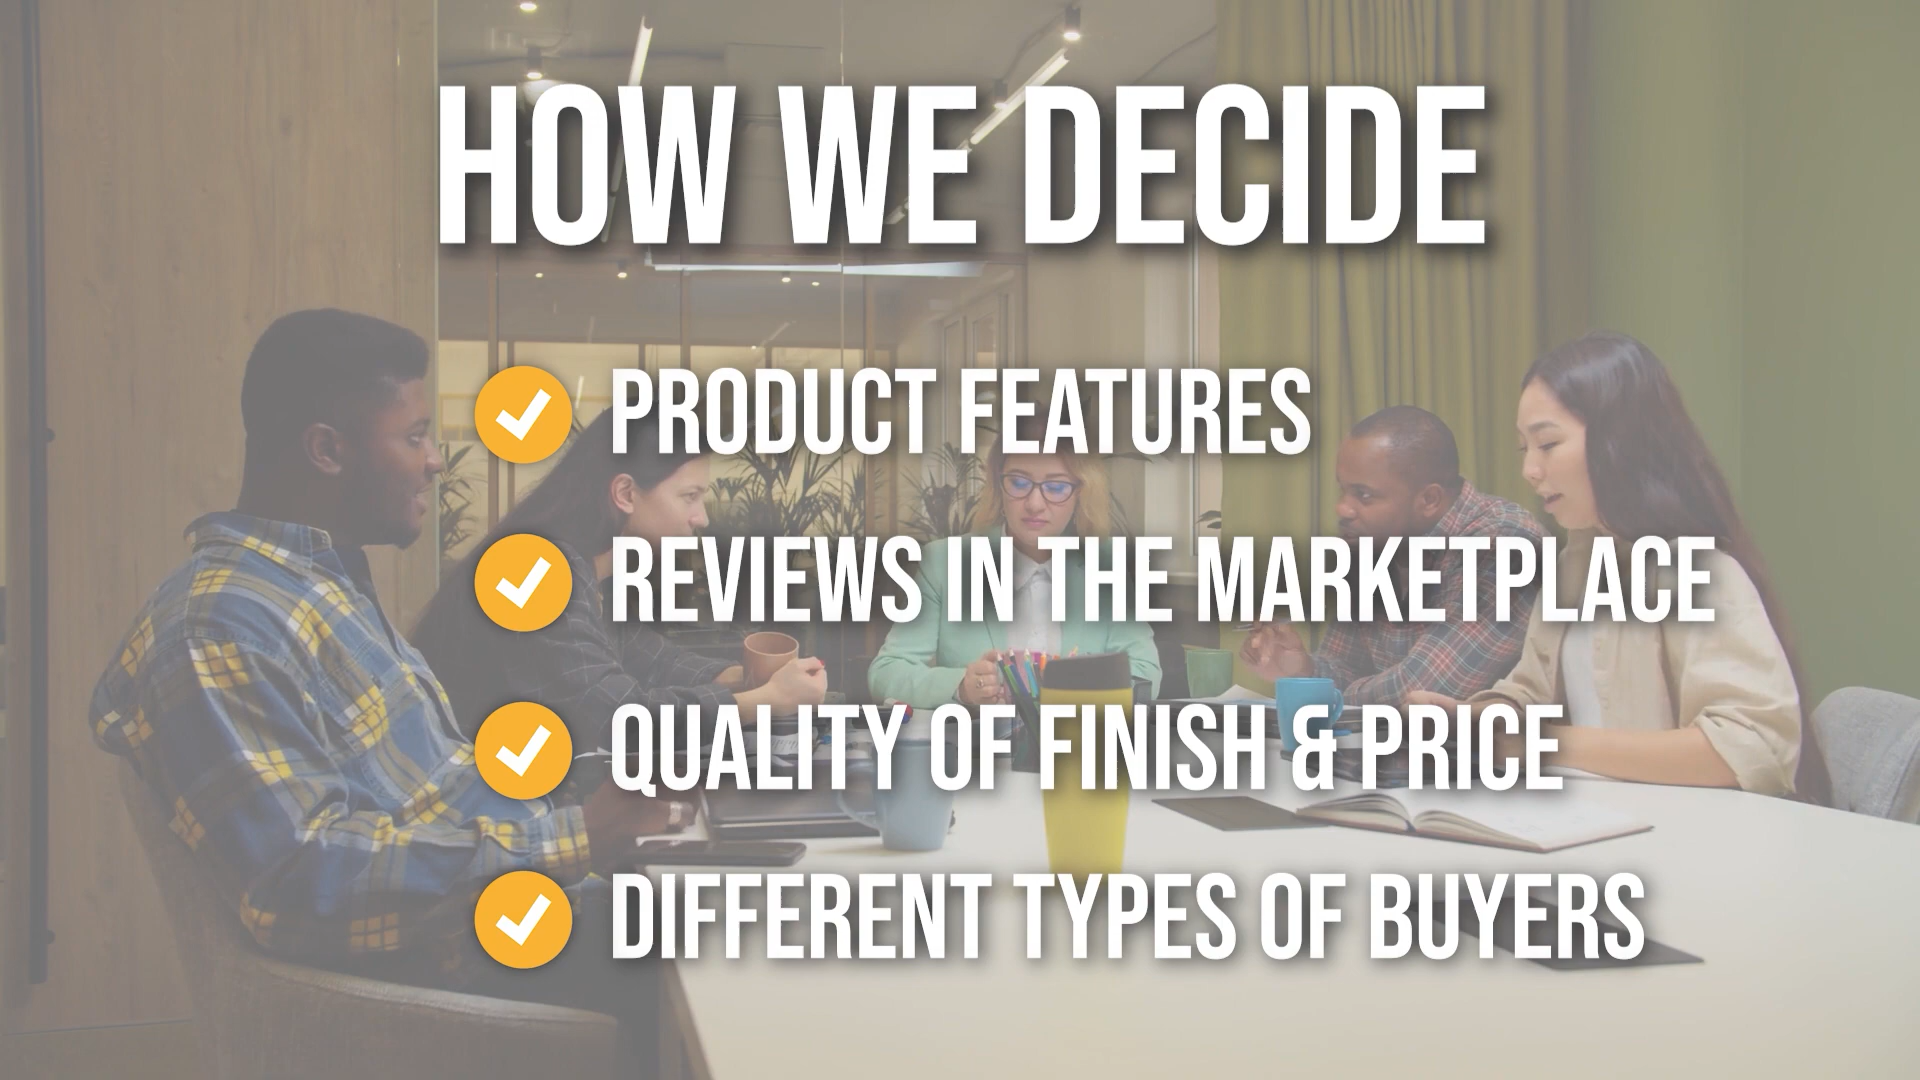 HOW WE DECIDE
PRODUCT FEATURES
REVIEWS IN THE MARKETPLACE
QUALITY OF FINISH & PRICE
DIFFERENT TYPES OF BUYERS